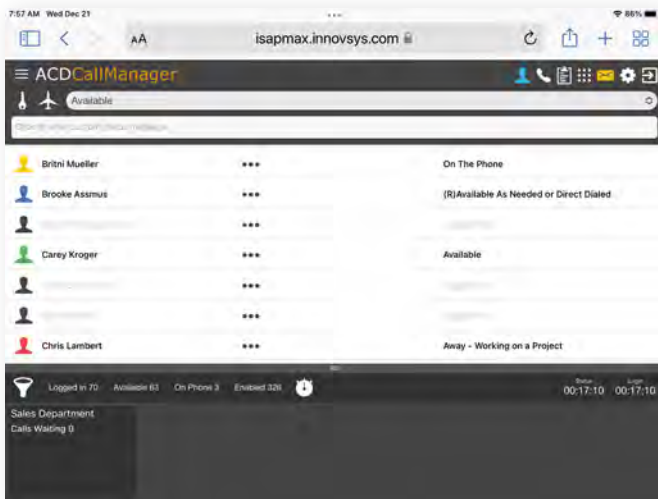 7:57 AM Wed Dec 21
86%
AA
isapmax.innovsys.com
ACDCallManager
Available
Britni Mueller ••• On The Phone
Brooke Assmus ••• (R)Available As Needed or Direct Dialed
•••
Carey Kroger ••• Available
•••
•••
Chris Lambert ••• Away - Working on a Project
Logged in 70 Available 63 On Phone 3 Enabled 326
Status Login
00:17:10 00:17:10
Sales Department
Calls Waiting 0